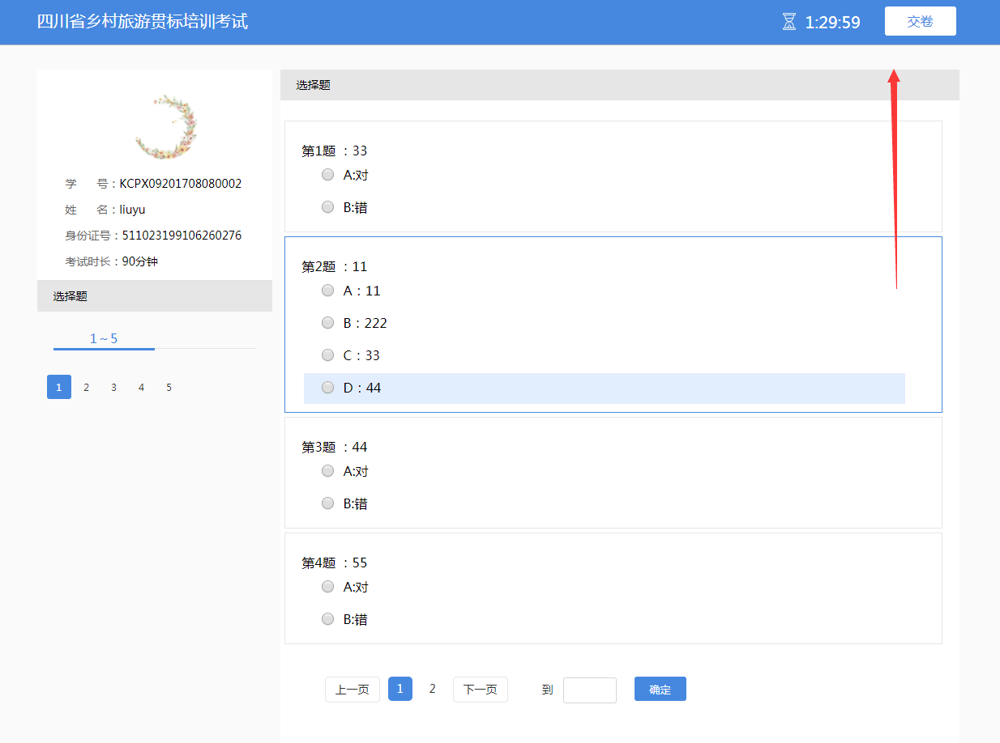 四川省乡村旅游贯标培训考试
1:29:59
交卷
学 号：KCPX09201708080002
姓 名：liuyu
身份证号：511023199106260276
考试时长：90分钟
选择题
1～5
1 2 3 4 5
选择题
第1题 ：33
A:对
B:错
第2题 ：11
A：11
B：222
C：33
D：44
第3题 ：44
A:对
B:错
第4题 ：55
A:对
B:错
上一页 1 2 下一页 到 确定